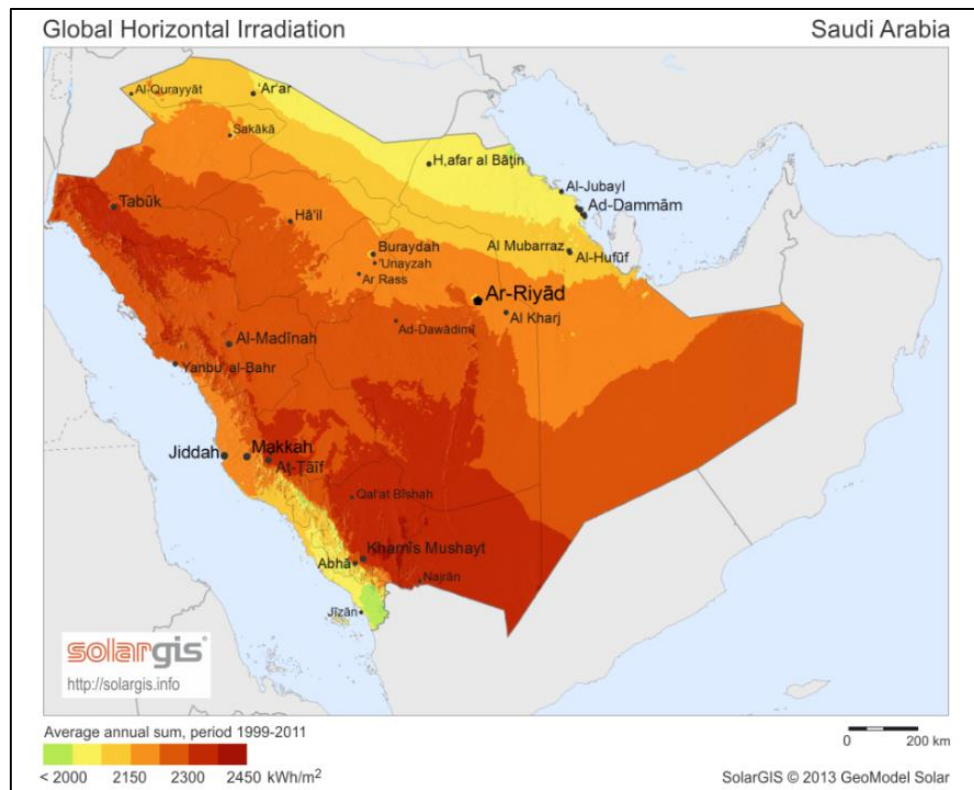 Global Horizontal Irradiation
Saudi Arabia
Al-Qurayyāt
'Ar'ar
Sakākā
H,afar al Bāţin
Al-Jubayl
Ad-Dammām
Tabūk
Hā'il
Buraydah
'Unayzah
Ar Rass
Al Mubarraz
Al-Hufūf
Ar-Riyād
Al Kharj
Ad-Dawādimī
Al-Madīnah
Yanbu' al-Bahr
Jiddah
Makkah
At-Tāif
Qal'at Bīshah
Khamīs Mushayt
Abhā
Najrān
Jīzān
solargis®
http://solargis.info
Average annual sum, period 1999-2011
< 2000 2150 2300 2450 kWh/m²
0 200 km
SolarGIS © 2013 GeoModel Solar